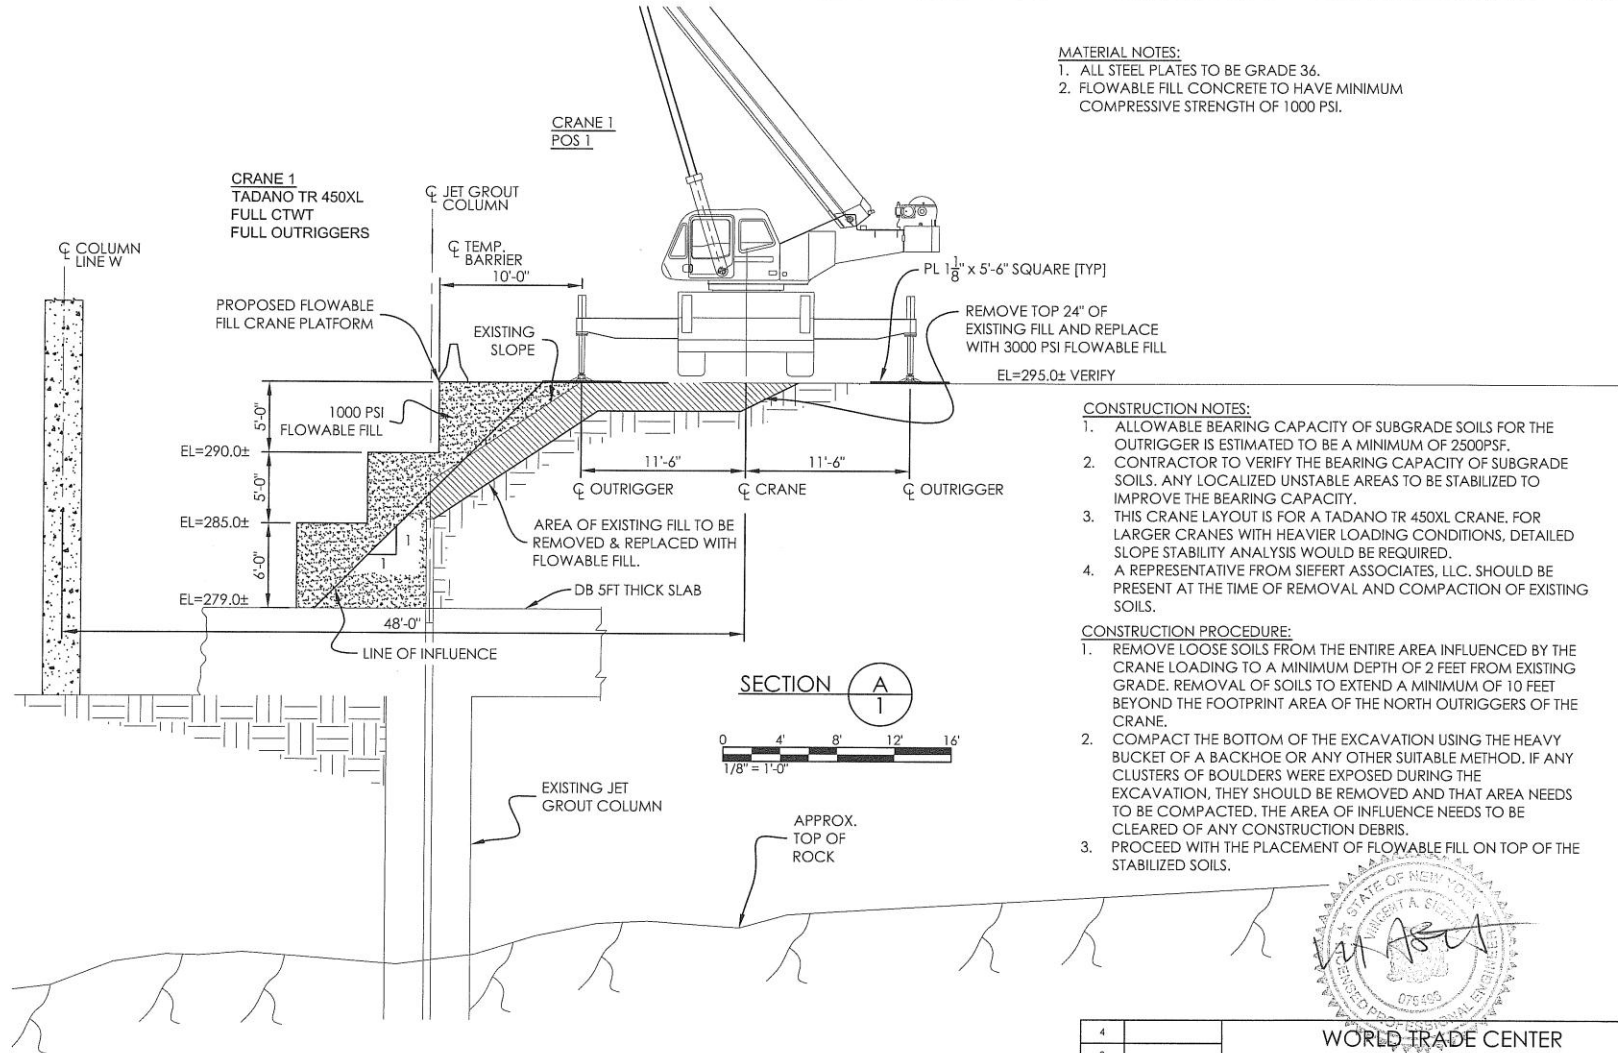 MATERIAL NOTES:
1. ALL STEEL PLATES TO BE GRADE 36.
2. FLOWABLE FILL CONCRETE TO HAVE MINIMUM
COMPRESSIVE STRENGTH OF 1000 PSI.
CRANE 1
POS 1
CRANE 1
TADANO TR 450XL
FULL CTWT
FULL OUTRIGGERS
℄ JET GROUT
COLUMN
℄ COLUMN
LINE W
℄ TEMP.
BARRIER
10'-0"
PL 1 1/8" x 5'-6" SQUARE [TYP]
PROPOSED FLOWABLE
FILL CRANE PLATFORM
EXISTING
SLOPE
REMOVE TOP 24" OF
EXISTING FILL AND REPLACE
WITH 3000 PSI FLOWABLE FILL
EL=295.0± VERIFY
5'-0"
1000 PSI
FLOWABLE FILL
EL=290.0±
11'-6"
11'-6"
5'-0"
℄ OUTRIGGER
℄ CRANE
℄ OUTRIGGER
EL=285.0±
AREA OF EXISTING FILL TO BE
REMOVED & REPLACED WITH
FLOWABLE FILL.
1
1
6'-0"
DB 5FT THICK SLAB
EL=279.0±
48'-0"
LINE OF INFLUENCE
SECTION A
1
0 4' 8' 12' 16'
1/8" = 1'-0"
EXISTING JET
GROUT COLUMN
APPROX.
TOP OF
ROCK
CONSTRUCTION NOTES:
1. ALLOWABLE BEARING CAPACITY OF SUBGRADE SOILS FOR THE
OUTRIGGER IS ESTIMATED TO BE A MINIMUM OF 2500PSF.
2. CONTRACTOR TO VERIFY THE BEARING CAPACITY OF SUBGRADE
SOILS. ANY LOCALIZED UNSTABLE AREAS TO BE STABILIZED TO
IMPROVE THE BEARING CAPACITY.
3. THIS CRANE LAYOUT IS FOR A TADANO TR 450XL CRANE. FOR
LARGER CRANES WITH HEAVIER LOADING CONDITIONS, DETAILED
SLOPE STABILITY ANALYSIS WOULD BE REQUIRED.
4. A REPRESENTATIVE FROM SIEFERT ASSOCIATES, LLC. SHOULD BE
PRESENT AT THE TIME OF REMOVAL AND COMPACTION OF EXISTING
SOILS.
CONSTRUCTION PROCEDURE:
1. REMOVE LOOSE SOILS FROM THE ENTIRE AREA INFLUENCED BY THE
CRANE LOADING TO A MINIMUM DEPTH OF 2 FEET FROM EXISTING
GRADE. REMOVAL OF SOILS TO EXTEND A MINIMUM OF 10 FEET
BEYOND THE FOOTPRINT AREA OF THE NORTH OUTRIGGERS OF THE
CRANE.
2. COMPACT THE BOTTOM OF THE EXCAVATION USING THE HEAVY
BUCKET OF A BACKHOE OR ANY OTHER SUITABLE METHOD. IF ANY
CLUSTERS OF BOULDERS WERE EXPOSED DURING THE
EXCAVATION, THEY SHOULD BE REMOVED AND THAT AREA NEEDS
TO BE COMPACTED. THE AREA OF INFLUENCE NEEDS TO BE
CLEARED OF ANY CONSTRUCTION DEBRIS.
3. PROCEED WITH THE PLACEMENT OF FLOWABLE FILL ON TOP OF THE
STABILIZED SOILS.
STATE OF NEW YORK
VINCENT A.
LICENSED PROFESSIONAL ENGINEER
4
WORLD TRADE CENTER